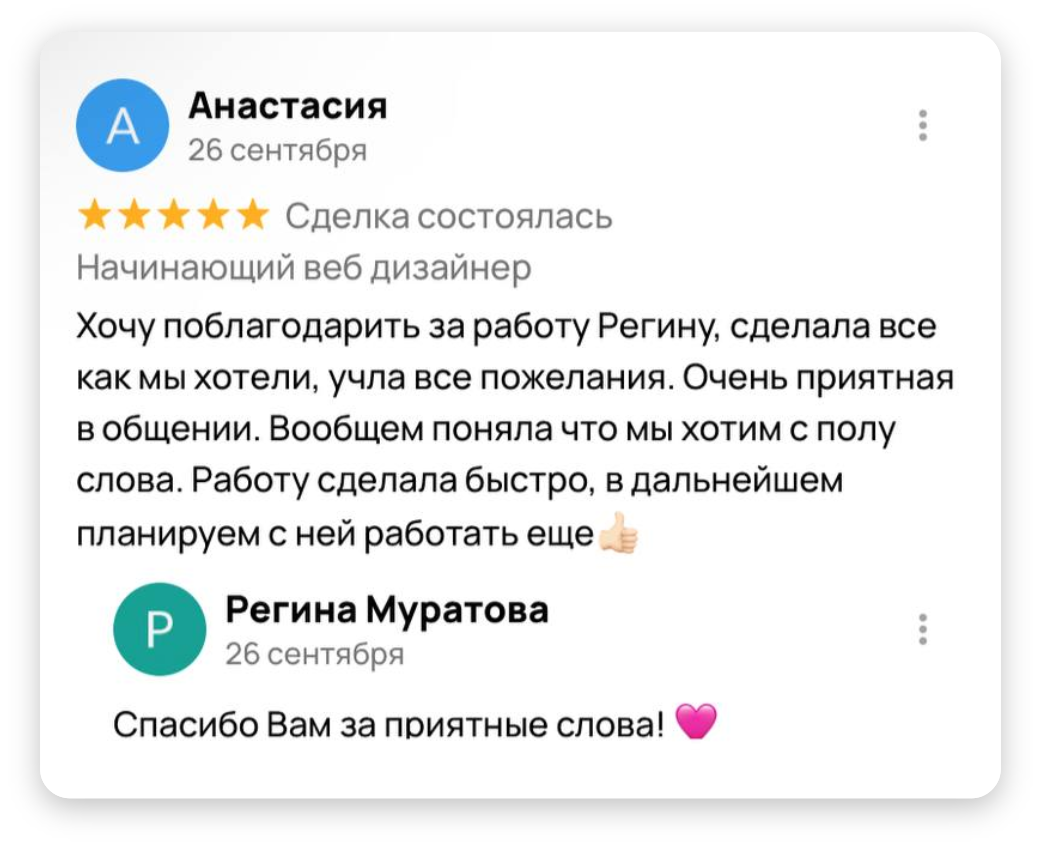 А
Анастасия
26 сентября
Сделка состоялась
Начинающий веб дизайнер
Хочу поблагодарить за работу Регину, сделала все
как мы хотели, учла все пожелания. Очень приятная
в общении. Вообщем поняла что мы хотим с полу
слова. Работу сделала быстро, в дальнейшем
планируем с ней работать еще👍🏻
Р
Регина Муратова
26 сентября
Спасибо Вам за приятные слова! 🩷